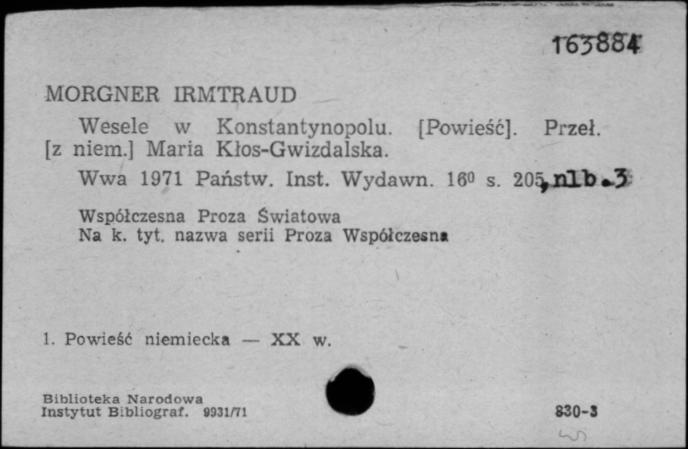 163884
MORGNER IRMTRAUD
Wesele w Konstantynopolu. [Powieść]. Przeł.
[z niem.] Maria Kłos-Gwizdalska.
Wwa 1971 Państw. Inst. Wydawn. 16⁰ s. 205, nlb. 3
Współczesna Proza Światowa
Na k. tyt. nazwa serii Proza Współczesna
1. Powieść niemiecka — XX w.
Biblioteka Narodowa
Instytut Bibliograf. 9931/71
830-3